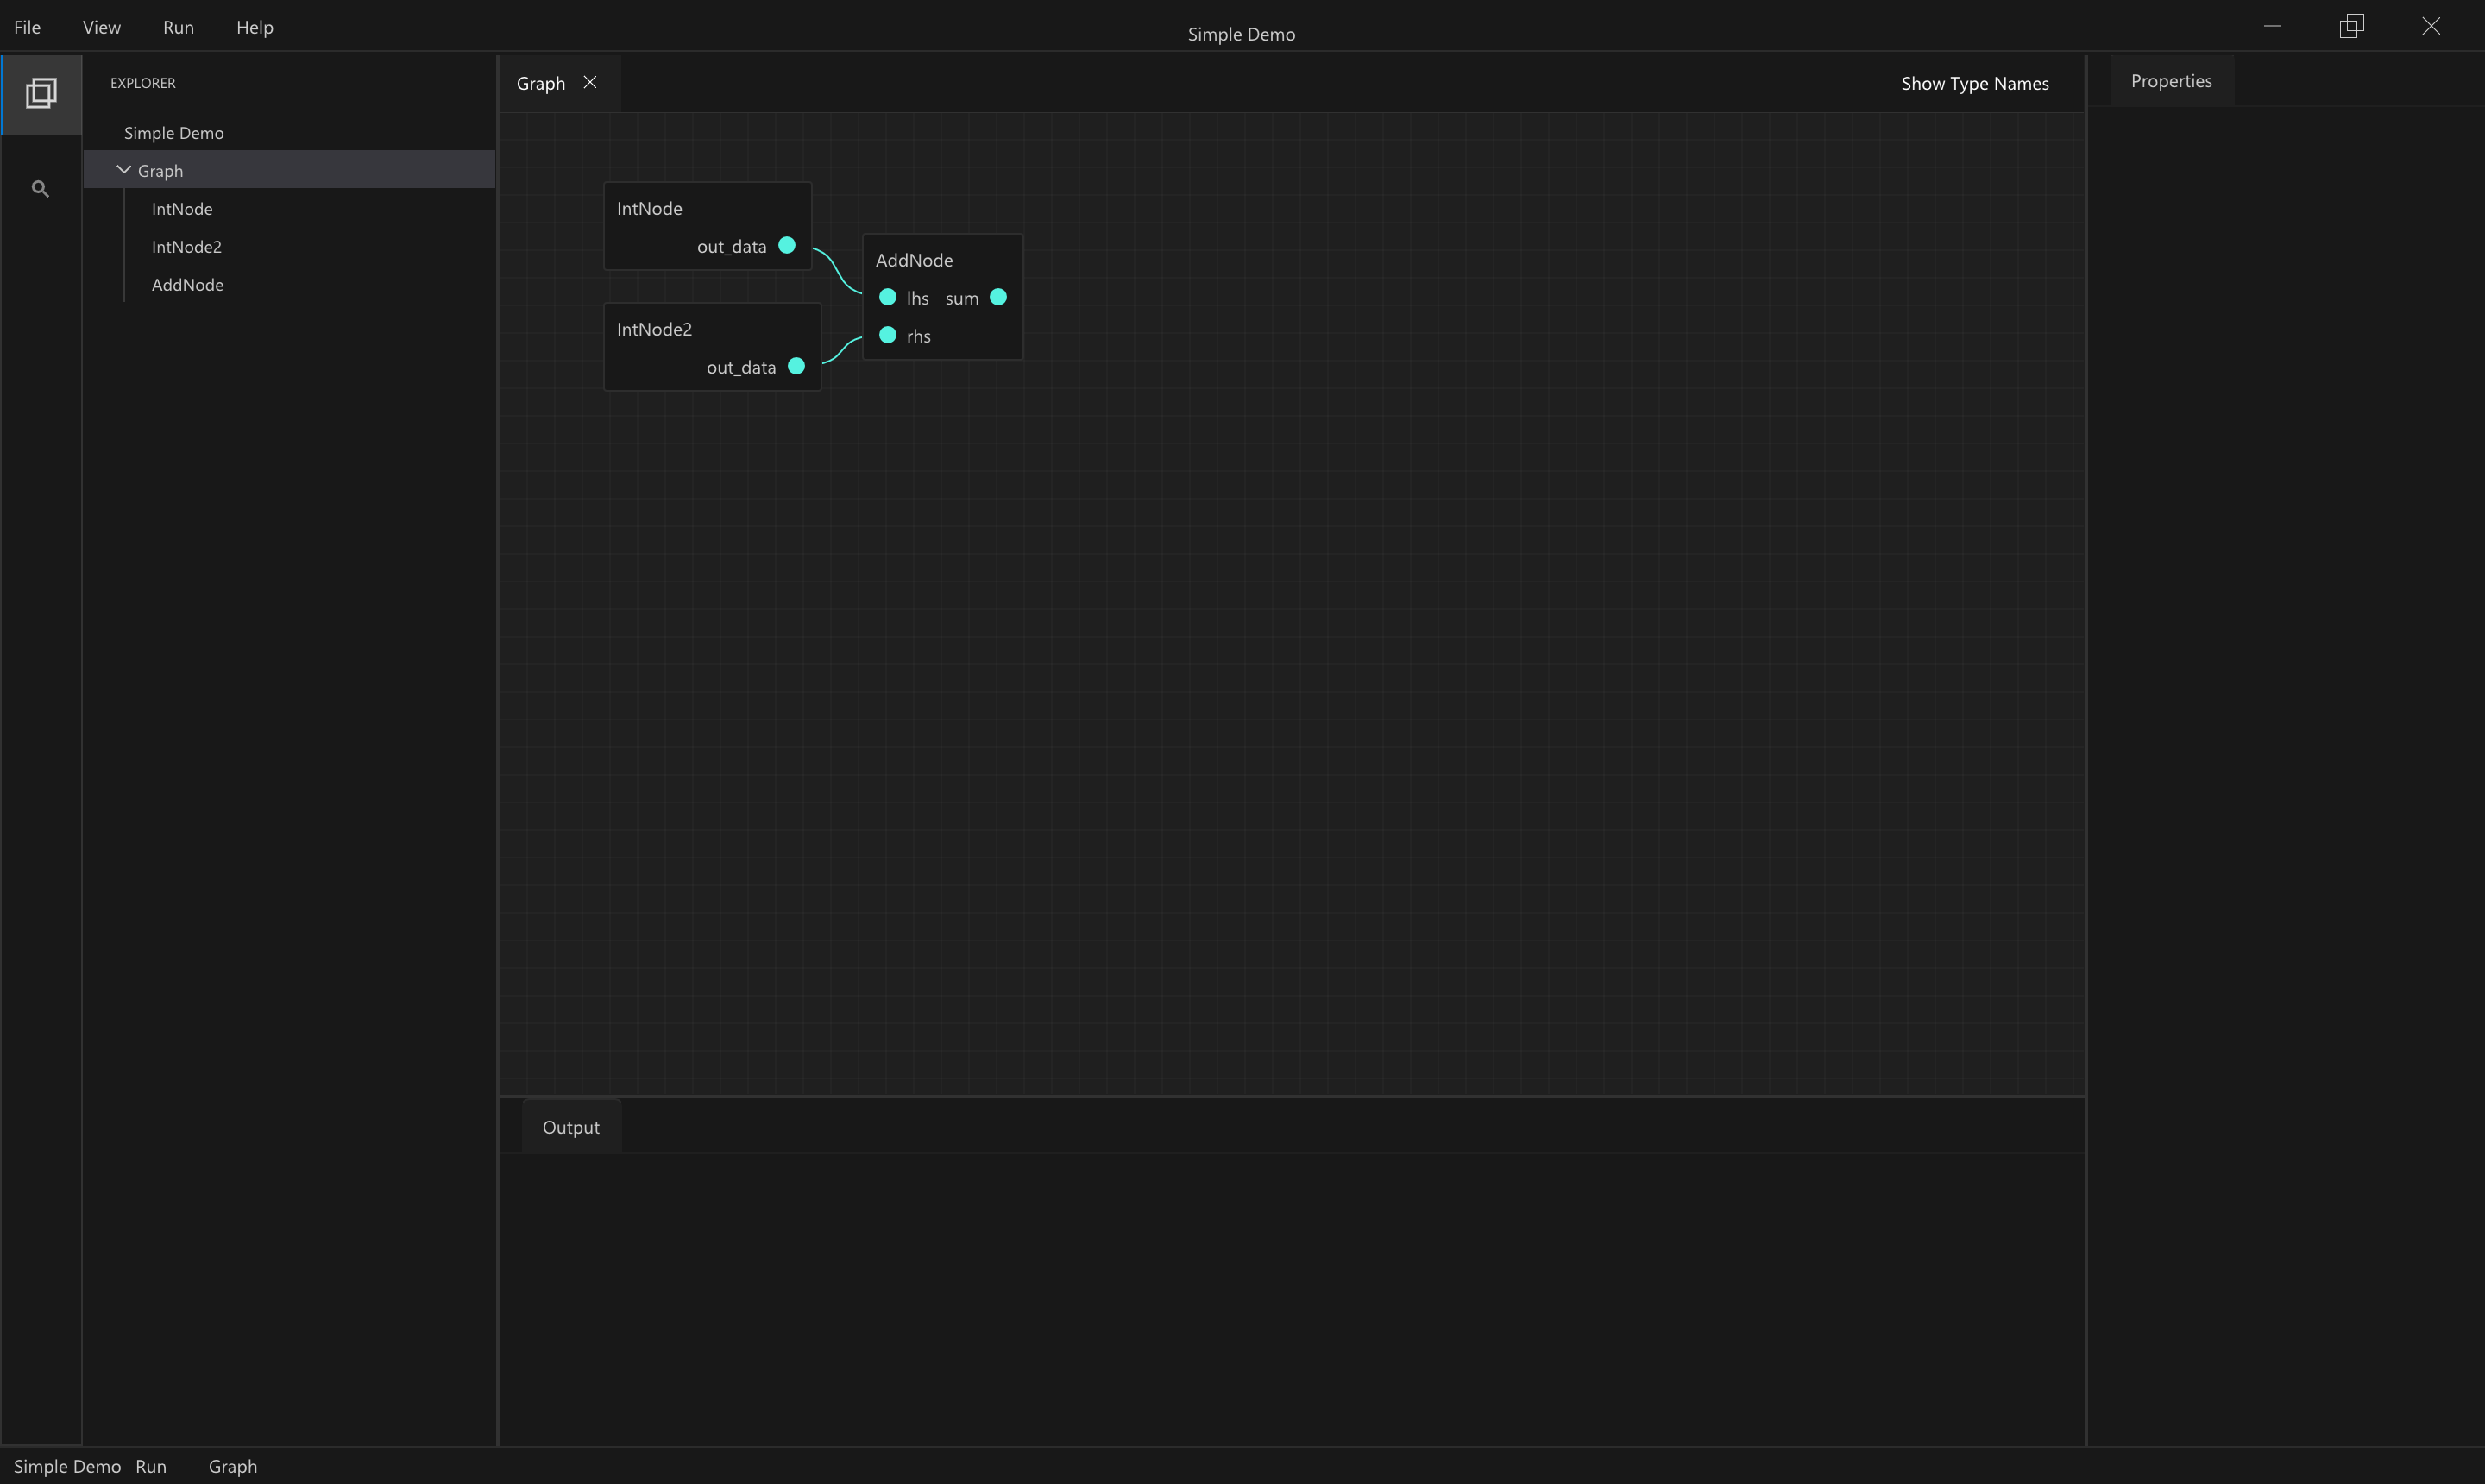 File View Run Help
Simple Demo
EXPLORER
Simple Demo
Graph
IntNode
IntNode2
AddNode
Graph
Show Type Names
IntNode
out_data
IntNode2
out_data
AddNode
lhs sum
rhs
Output
Properties
Simple Demo Run Graph